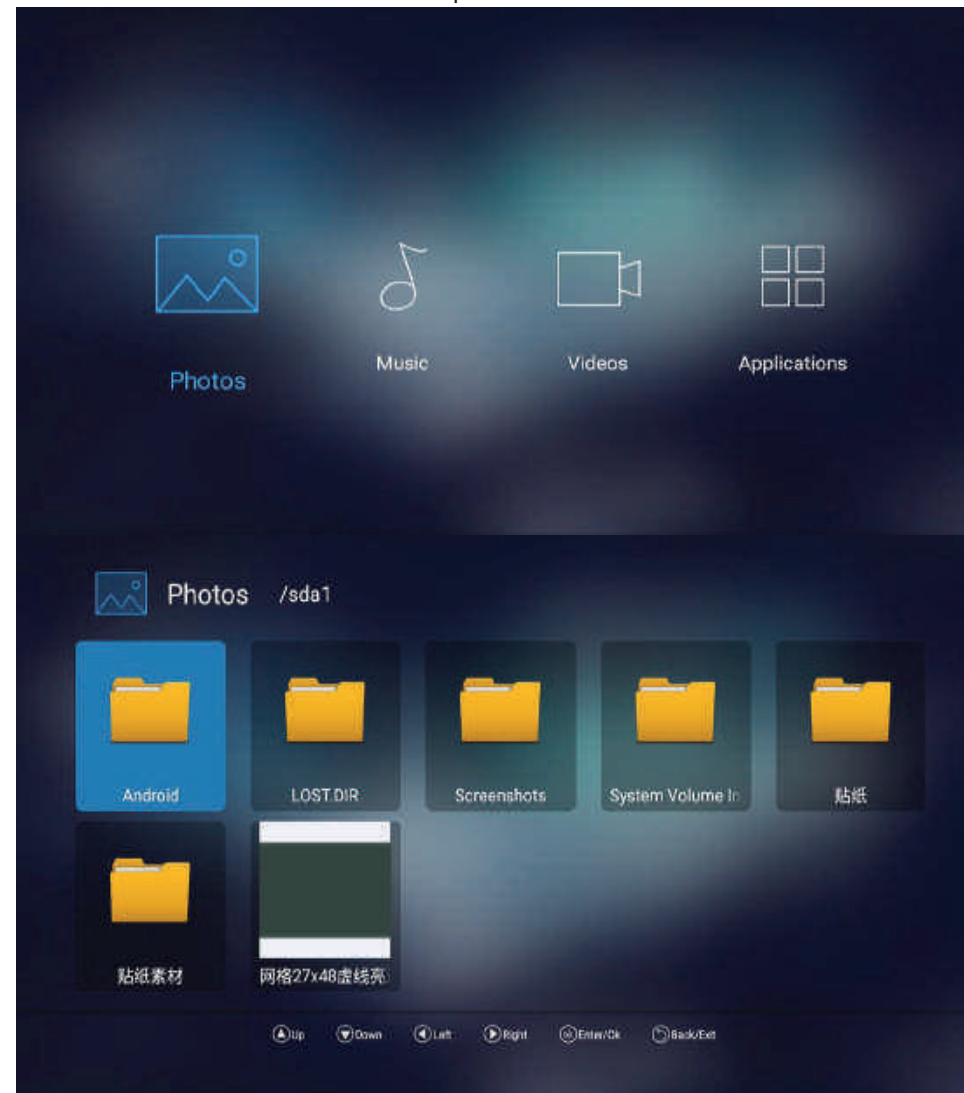 Photos
Music
Videos
Applications
Photos /sda1
Android
LOST.DIR
Screenshots
System Volume In
贴纸
贴纸素材
网格27x48虚线亮
Up Down Left Right Enter/Ok Back/Exit